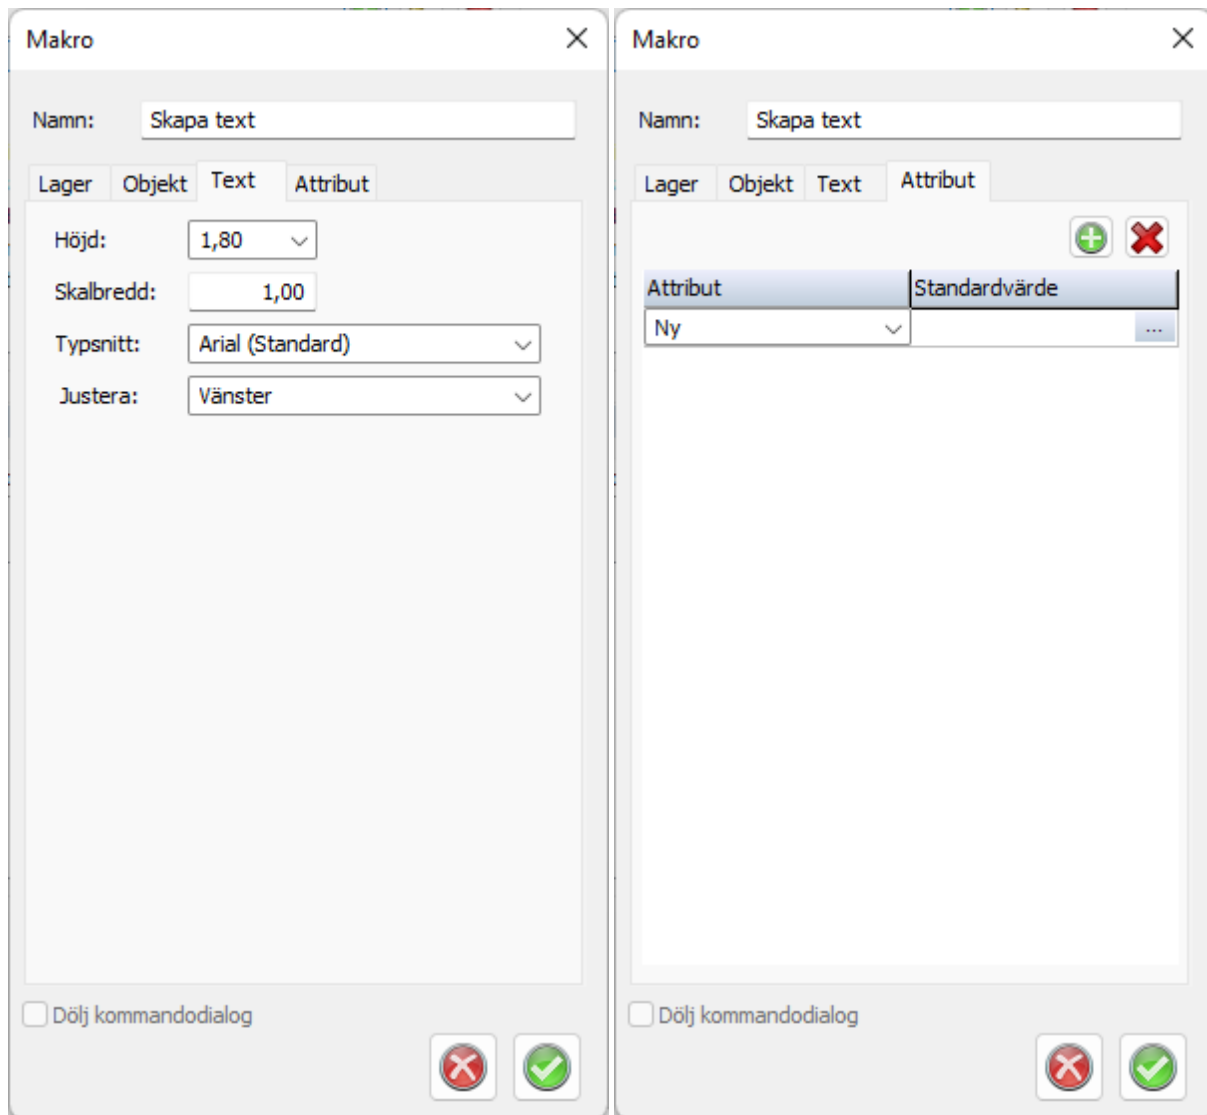 Makro
Namn: Skapa text
Lager Objekt Text Attribut
Höjd: 1,80
Skalbredd: 1,00
Typsnitt: Arial (Standard)
Justera: Vänster
Dölj kommandodialog
Makro
Namn: Skapa text
Lager Objekt Text Attribut
Attribut Standardvärde
Ny ...
Dölj kommandodialog